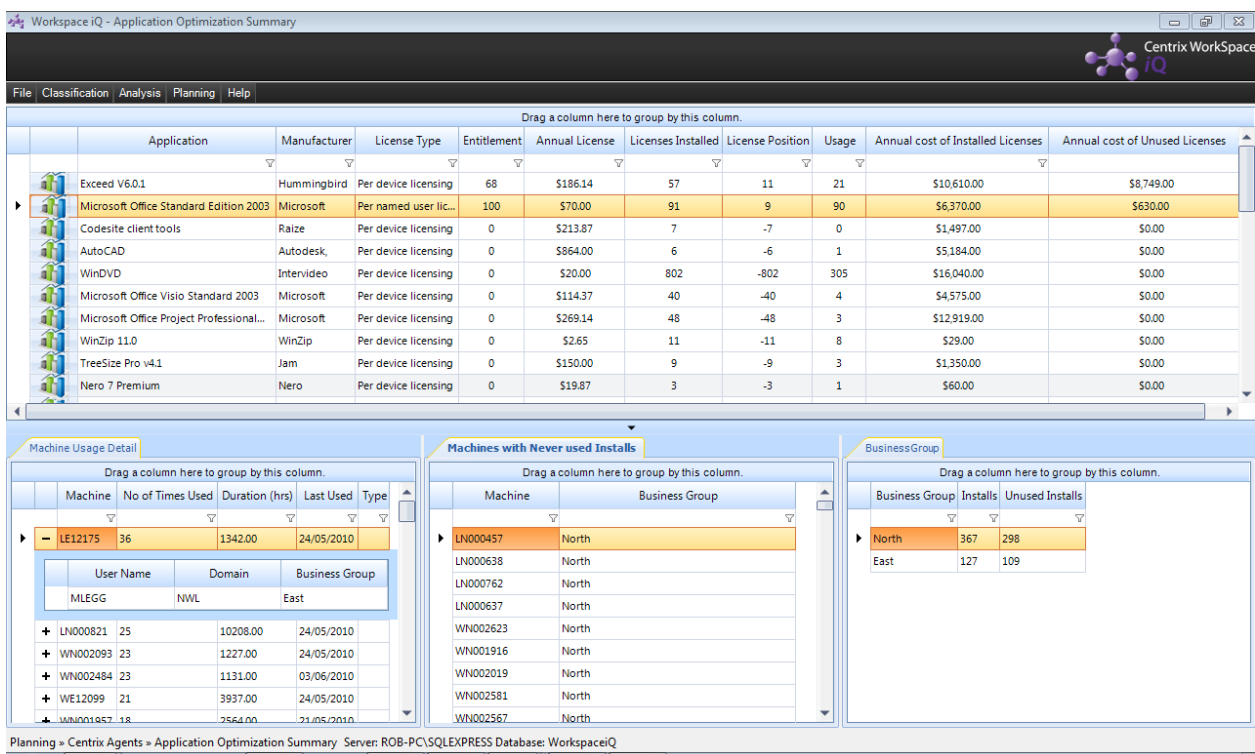 Workspace iQ - Application Optimization Summary
Centrix WorkSpace
iQ
File Classification Analysis Planning Help
Drag a column here to group by this column.
Application Manufacturer License Type Entitlement Annual License Licenses Installed License Position Usage Annual cost of Installed Licenses Annual cost of Unused Licenses
Exceed V6.0.1 Hummingbird Per device licensing 68 $186.14 57 11 21 $10,610.00 $8,749.00
Microsoft Office Standard Edition 2003 Microsoft Per named user lic... 100 $70.00 91 9 90 $6,370.00 $630.00
Codesite client tools Raize Per device licensing 0 $213.87 7 -7 0 $1,497.00 $0.00
AutoCAD Autodesk, Per device licensing 0 $864.00 6 -6 1 $5,184.00 $0.00
WinDVD Intervideo Per device licensing 0 $20.00 802 -802 305 $16,040.00 $0.00
Microsoft Office Visio Standard 2003 Microsoft Per device licensing 0 $114.37 40 -40 4 $4,575.00 $0.00
Microsoft Office Project Professional... Microsoft Per device licensing 0 $269.14 48 -48 3 $12,919.00 $0.00
WinZip 11.0 WinZip Per device licensing 0 $2.65 11 -11 8 $29.00 $0.00
TreeSize Pro v4.1 Jam Per device licensing 0 $150.00 9 -9 3 $1,350.00 $0.00
Nero 7 Premium Nero Per device licensing 0 $19.87 3 -3 1 $60.00 $0.00
Machine Usage Detail
Drag a column here to group by this column.
Machine No of Times Used Duration (hrs) Last Used Type
LE12175 36 1342.00 24/05/2010
User Name Domain Business Group
MLEGG NWL East
LN000821 25 10208.00 24/05/2010
WN002093 23 1227.00 24/05/2010
WN002484 23 1131.00 03/06/2010
WE12099 21 3937.00 24/05/2010
WN001957 18 2564.00 21/05/2010
Machines with Never used Installs
Drag a column here to group by this column.
Machine Business Group
LN000457 North
LN000638 North
LN000762 North
LN000637 North
WN002623 North
WN001916 North
WN002019 North
WN002581 North
WN002567 North
BusinessGroup
Drag a column here to group by this column.
Business Group Installs Unused Installs
North 367 298
East 127 109
Planning » Centrix Agents » Application Optimization Summary Server: ROB-PC\SQLEXPRESS Database: WorkspaceiQ